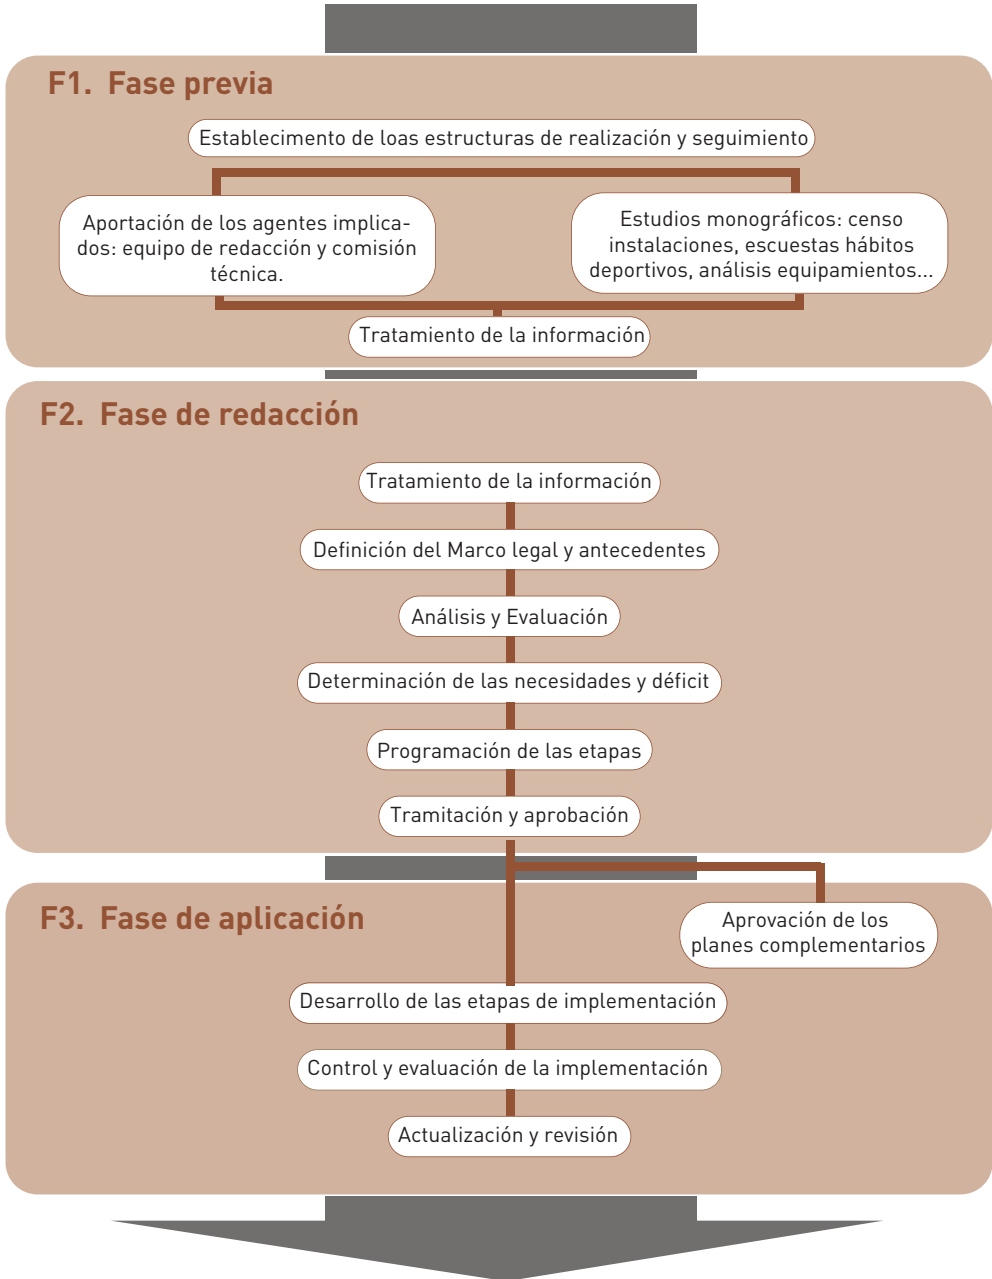 F1. Fase previa
Establecimento de loas estructuras de realización y seguimiento
Aportación de los agentes implica-
dos: equipo de redacción y comisión
técnica.
Estudios monográficos: censo
instalaciones, escuestas hábitos
deportivos, análisis equipamientos...
Tratamiento de la información
F2. Fase de redacción
Tratamiento de la información
Definición del Marco legal y antecedentes
Análisis y Evaluación
Determinación de las necesidades y déficit
Programación de las etapas
Tramitación y aprobación
F3. Fase de aplicación
Aprovación de los
planes complementarios
Desarrollo de las etapas de implementación
Control y evaluación de la implementación
Actualización y revisión